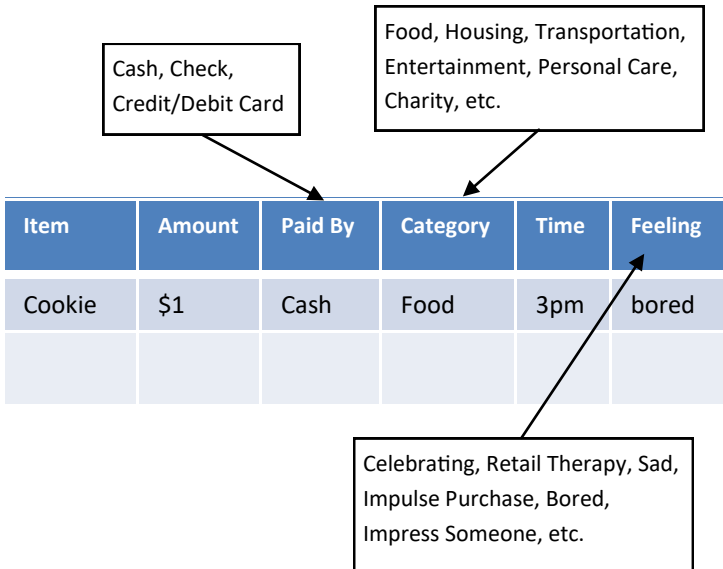 Cash, Check,
Credit/Debit Card
Food, Housing, Transportation,
Entertainment, Personal Care,
Charity, etc.
Item Amount Paid By Category Time Feeling
Cookie $1 Cash Food 3pm bored
Celebrating, Retail Therapy, Sad,
Impulse Purchase, Bored,
Impress Someone, etc.